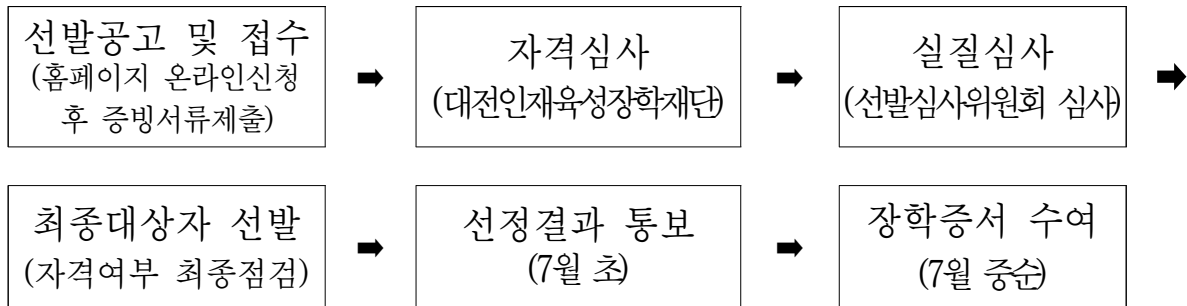 선발공고 및 접수
(홈페이지 온라인신청
후 증빙서류제출)
➡
자격심사
(대전인재육성장학재단)
➡
실질심사
(선발심사위원회 심사)
➡
최종대상자 선발
(자격여부 최종점검)
➡
선정결과 통보
(7월 초)
➡
장학증서 수여
(7월 중순)